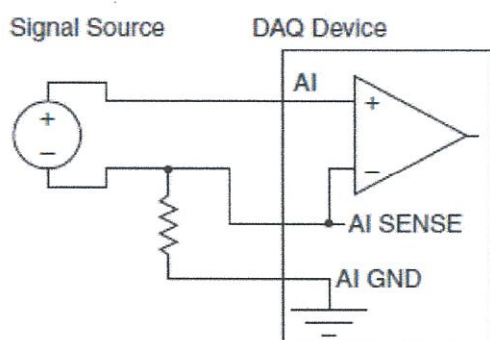 Signal Source DAQ Device
AI
+ +
−
−
AI SENSE
AI GND